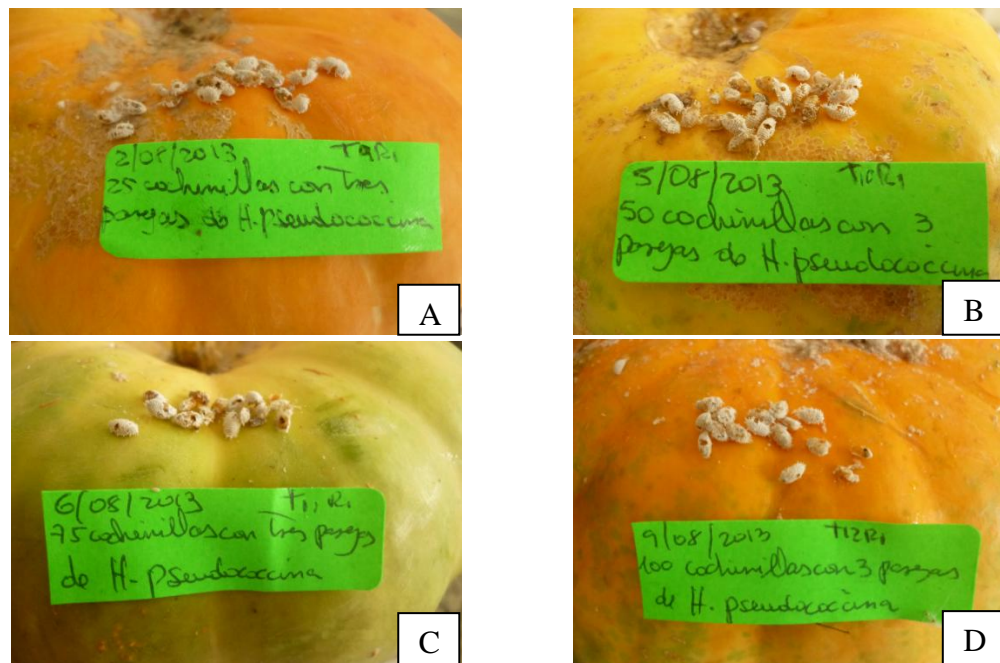 2/08/2013 T9R1
25 cochinillas con Tres
parejas de H. pseudococcina
A
5/08/2013 T10R1
50 cochinillas con 3
parejas de H. pseudococcina
B
6/08/2013 T11R1
75 cochinillas con Tres parejas
de H. pseudococcina
C
9/08/2013 T12R1
100 cochinillas con 3 parejas
de H. pseudococcina
D